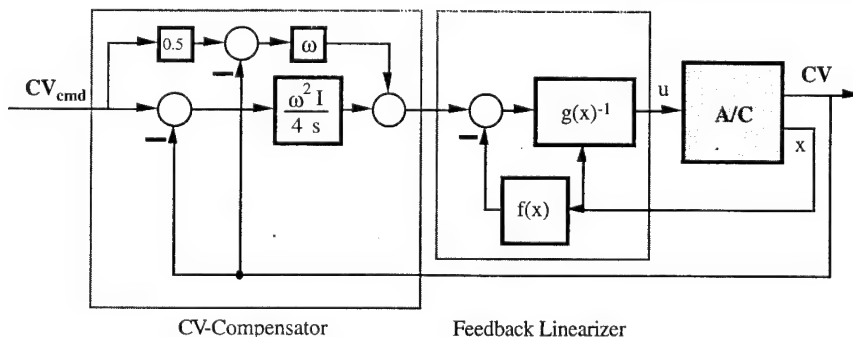 0.5
ω
CV
CVcmd
u
ω² I
4 s
g(x)⁻¹
A/C
x
f(x)
CV-Compensator
Feedback Linearizer